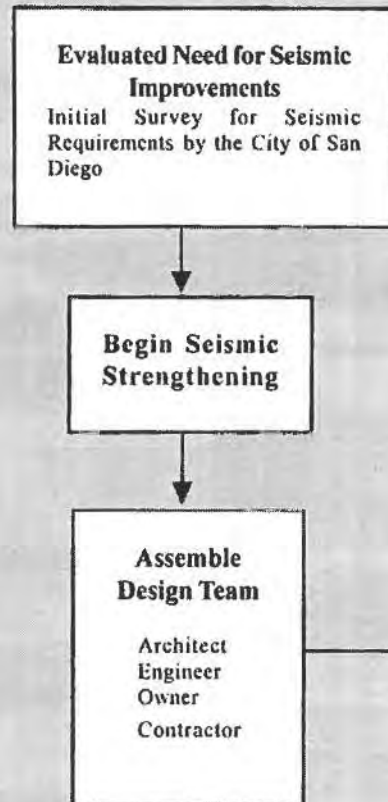 Evaluated Need for Seismic
Improvements
Initial Survey for Seismic
Requirements by the City of San
Diego
Begin Seismic
Strengthening
Assemble
Design Team
Architect
Engineer
Owner
Contractor